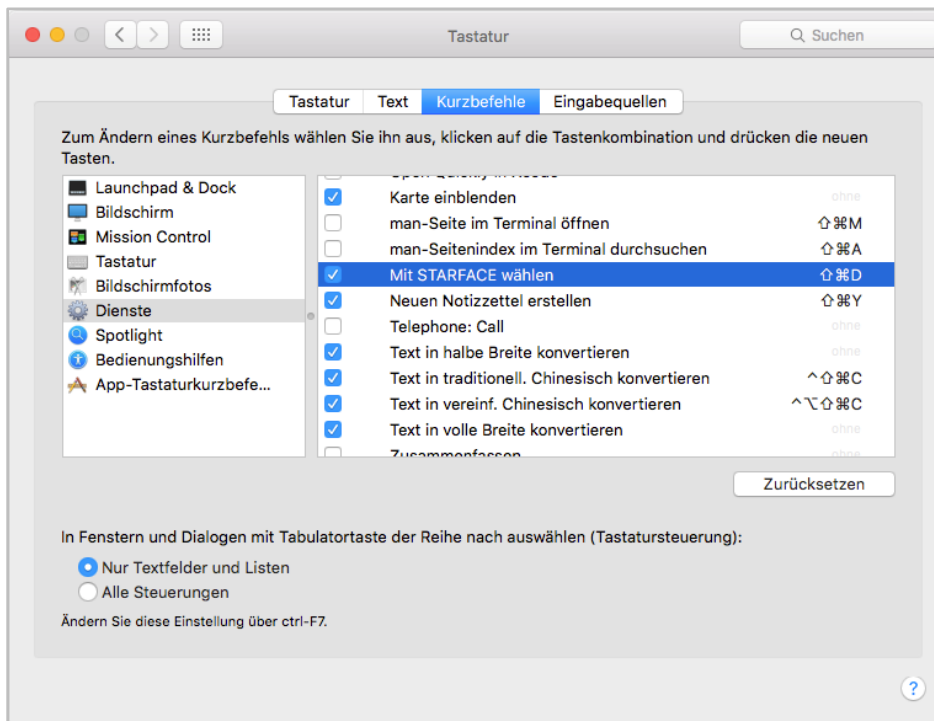 Tastatur
Suchen
Tastatur Text Kurzbefehle Eingabequellen
Zum Ändern eines Kurzbefehls wählen Sie ihn aus, klicken auf die Tastenkombination und drücken die neuen
Tasten.
Launchpad & Dock
Bildschirm
Mission Control
Tastatur
Bildschirmfotos
Dienste
Spotlight
Bedienungshilfen
App-Tastaturkurzbefe...
Karte einblenden ohne
man-Seite im Terminal öffnen ⇧⌘M
man-Seitenindex im Terminal durchsuchen ⇧⌘A
Mit STARFACE wählen ⇧⌘D
Neuen Notizzettel erstellen ⇧⌘Y
Telephone: Call ohne
Text in halbe Breite konvertieren ohne
Text in traditionell. Chinesisch konvertieren ^⇧⌘C
Text in vereinf. Chinesisch konvertieren ^⌥⇧⌘C
Text in volle Breite konvertieren ohne
Zusammenfassen ohne
Zurücksetzen
In Fenstern und Dialogen mit Tabulatortaste der Reihe nach auswählen (Tastatursteuerung):
Nur Textfelder und Listen
Alle Steuerungen
Ändern Sie diese Einstellung über ctrl-F7.
?